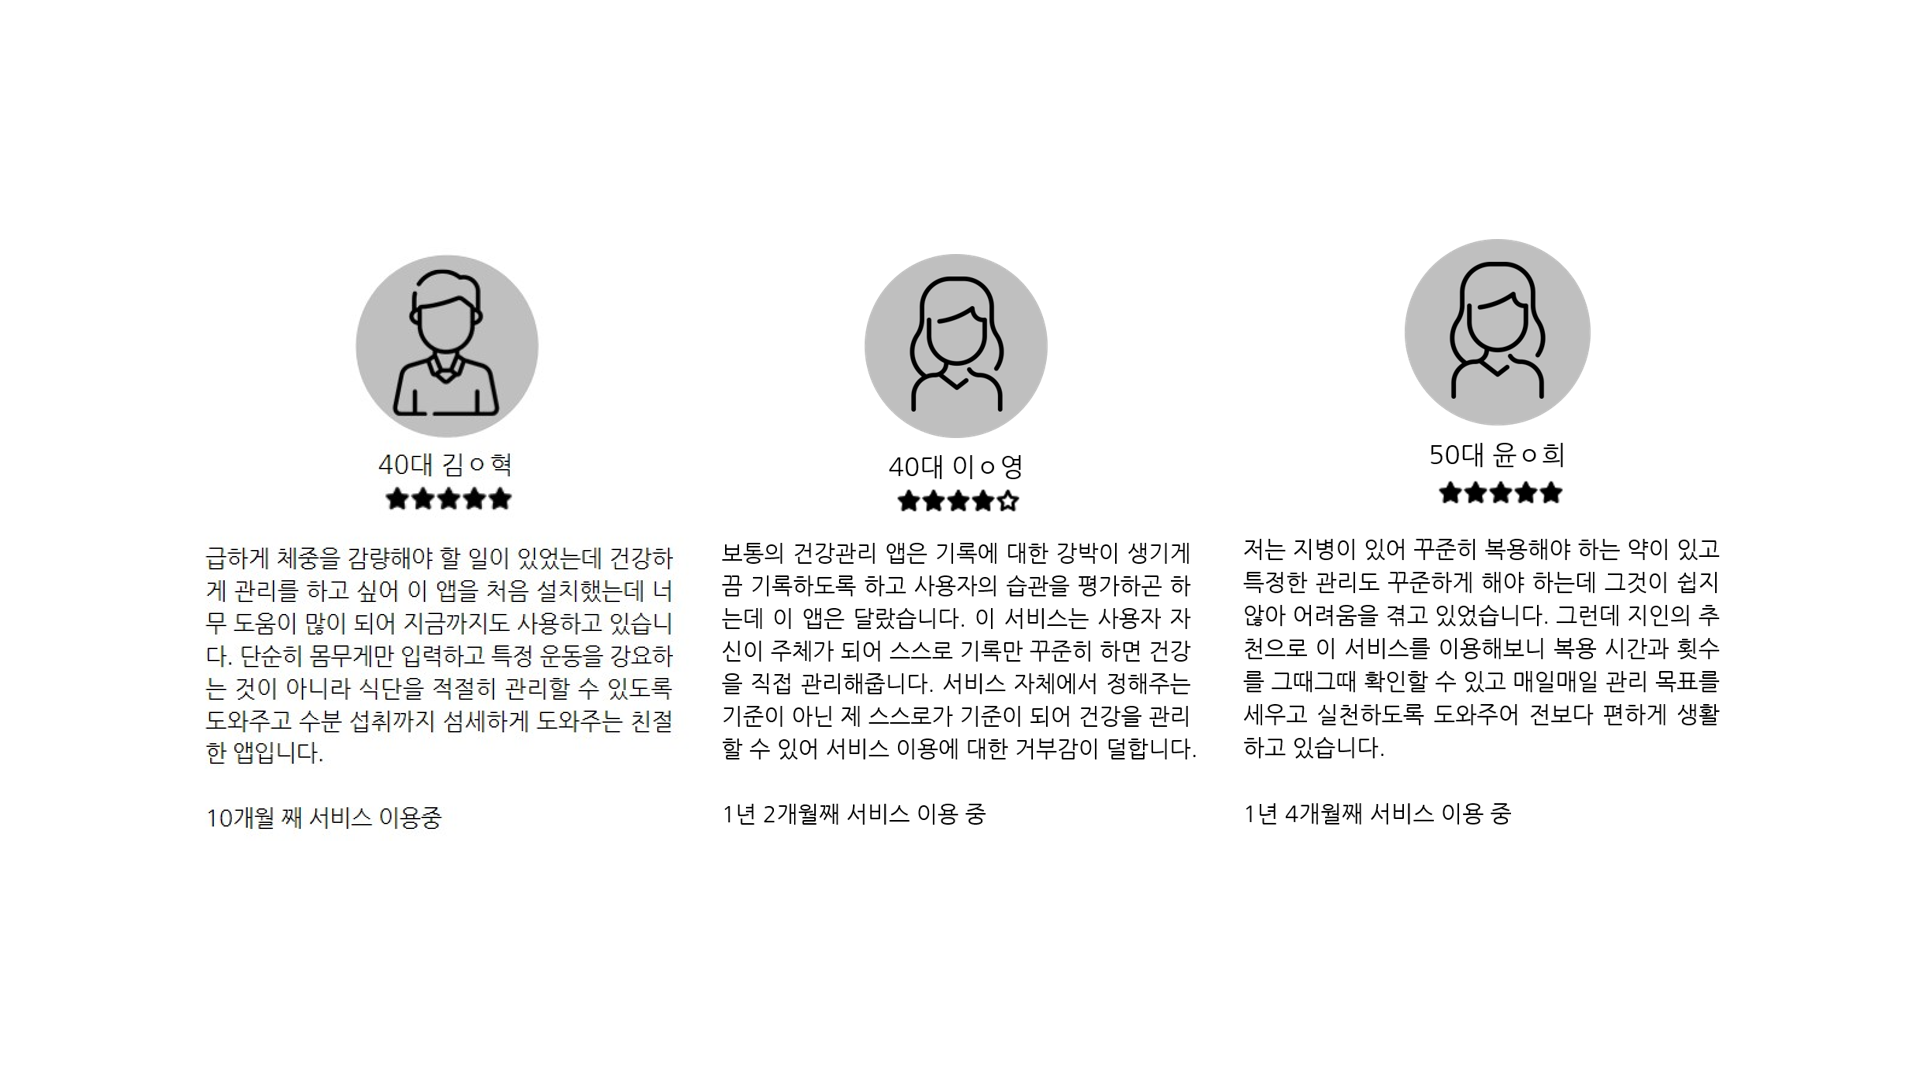 40대 김ㅇ혁
★★★★★
급하게 체중을 감량해야 할 일이 있었는데 건강하
게 관리를 하고 싶어 이 앱을 처음 설치했는데 너
무 도움이 많이 되어 지금까지도 사용하고 있습니
다. 단순히 몸무게만 입력하고 특정 운동을 강요하
는 것이 아니라 식단을 적절히 관리할 수 있도록
도와주고 수분 섭취까지 섬세하게 도와주는 친절
한 앱입니다.
10개월 째 서비스 이용중
40대 이ㅇ영
★★★★☆
보통의 건강관리 앱은 기록에 대한 강박이 생기게
끔 기록하도록 하고 사용자의 습관을 평가하곤 하
는데 이 앱은 달랐습니다. 이 서비스는 사용자 자
신이 주체가 되어 스스로 기록만 꾸준히 하면 건강
을 직접 관리해줍니다. 서비스 자체에서 정해주는
기준이 아닌 제 스스로가 기준이 되어 건강을 관리
할 수 있어 서비스 이용에 대한 거부감이 덜합니다.
1년 2개월째 서비스 이용 중
50대 윤ㅇ희
★★★★★
저는 지병이 있어 꾸준히 복용해야 하는 약이 있고
특정한 관리도 꾸준하게 해야 하는데 그것이 쉽지
않아 어려움을 겪고 있었습니다. 그런데 지인의 추
천으로 이 서비스를 이용해보니 복용 시간과 횟수
를 그때그때 확인할 수 있고 매일매일 관리 목표를
세우고 실천하도록 도와주어 전보다 편하게 생활
하고 있습니다.
1년 4개월째 서비스 이용 중